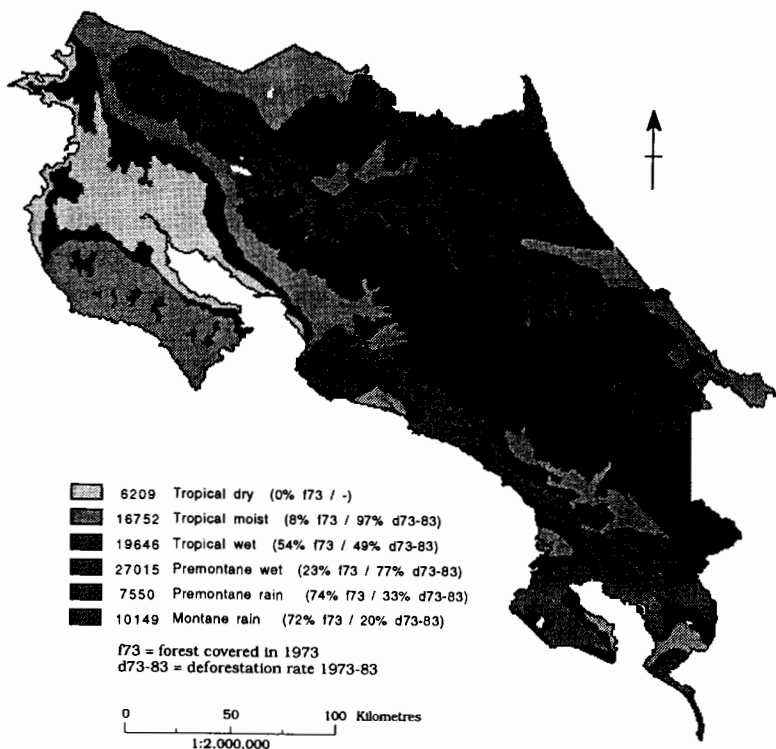 6209 Tropical dry (0% f73 / -)
16752 Tropical moist (8% f73 / 97% d73-83)
19646 Tropical wet (54% f73 / 49% d73-83)
27015 Premontane wet (23% f73 / 77% d73-83)
7550 Premontane rain (74% f73 / 33% d73-83)
10149 Montane rain (72% f73 / 20% d73-83)
f73 = forest covered in 1973
d73-83 = deforestation rate 1973-83
0 50 100 Kilometres
1:2.000.000